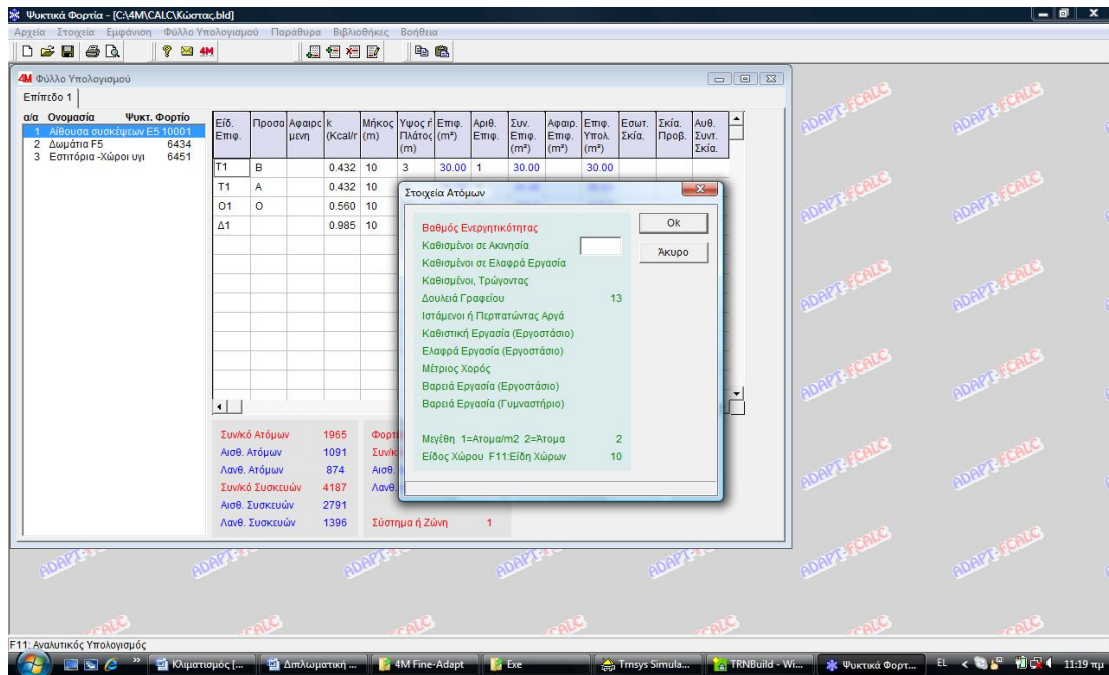 Ψυκτικά Φορτία - [C:\4M\CALC\Κώστας.bld]
Αρχεία Στοιχεία Εμφάνιση Φύλλο Υπολογισμού Παράθυρα Βιβλιοθήκες Βοήθεια
4M
4M Φύλλο Υπολογισμού
Επίπεδο 1
α/α Ονομασία Ψυκτ. Φορτίο
1 Αίθουσα συσκέψεων Ε5 10001
2 Δωμάτια F5 6434
3 Εστιτόρια -Χώροι υγι 6451
Είδ. Επιφ. Προσα Αφαιρο μενη k (Kcal/r Μήκος (m) Υψος ή Πλάτος (m) Επιφ. (m²) Αριθ. Επιφ. Συν. Επιφ. (m²) Αφαιρ. Επιφ. (m²) Επιφ. Υπολ. (m²) Εσωτ. Σκία. Σκία. Προβ. Αυθ. Συντ. Σκία.
T1 B 0.432 10 3 30.00 1 30.00 30.00
T1 A 0.432 10
O1 O 0.560 10
Δ1 0.985 10
Στοιχεία Ατόμων
Βαθμός Ενεργητικότητας
Καθισμένοι σε Ακινησία
Καθισμένοι σε Ελαφρά Εργασία
Καθισμένοι, Τρώγοντας
Δουλειά Γραφείου 13
Ιστάμενοι ή Περπατώντας Αργά
Καθιστική Εργασία (Εργοστάσιο)
Ελαφρά Εργασία (Εργοστάσιο)
Μέτριος Χορός
Βαρειά Εργασία (Εργοστάσιο)
Βαρειά Εργασία (Γυμναστήριο)
Μεγέθη 1=Ατομα/m2 2=Άτομα 2
Είδος Χώρου F11:Είδη Χώρων 10
Ok
Άκυρο
Συν/κό Ατόμων 1965
Αισθ. Ατόμων 1091
Λανθ. Ατόμων 874
Συν/κό Συσκευών 4187
Αισθ. Συσκευών 2791
Λανθ. Συσκευών 1396
Σύστημα ή Ζώνη 1
ADAPT-FCALC
F11: Αναλυτικός Υπολογισμός
Κλιματισμός [... Διπλωματική ... 4M Fine-Adapt Exe Trnsys Simula... TRNBuild - Wi... Ψυκτικά Φορτ... EL 11:19 πμ